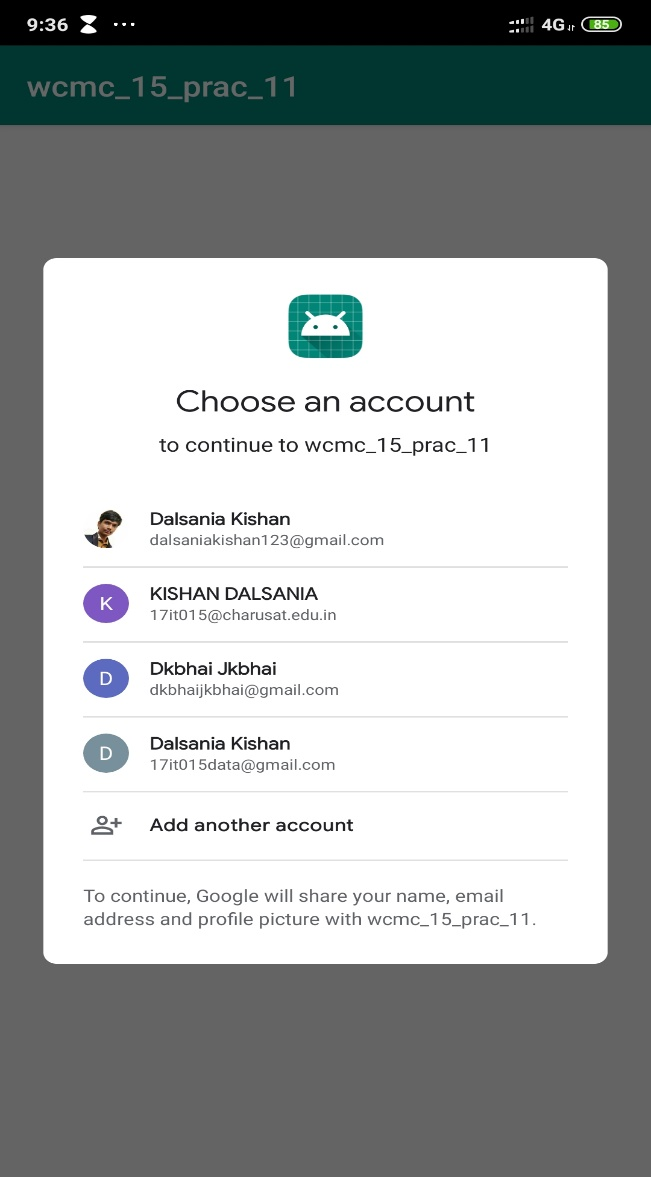 9:36 ... 4G 85
wcmc_15_prac_11
Choose an account
to continue to wcmc_15_prac_11
Dalsania Kishan
dalsaniakishan123@gmail.com
K KISHAN DALSANIA
17it015@charusat.edu.in
D Dkbhai Jkbhai
dkbhaijkbhai@gmail.com
D Dalsania Kishan
17it015data@gmail.com
Add another account
To continue, Google will share your name, email
address and profile picture with wcmc_15_prac_11.